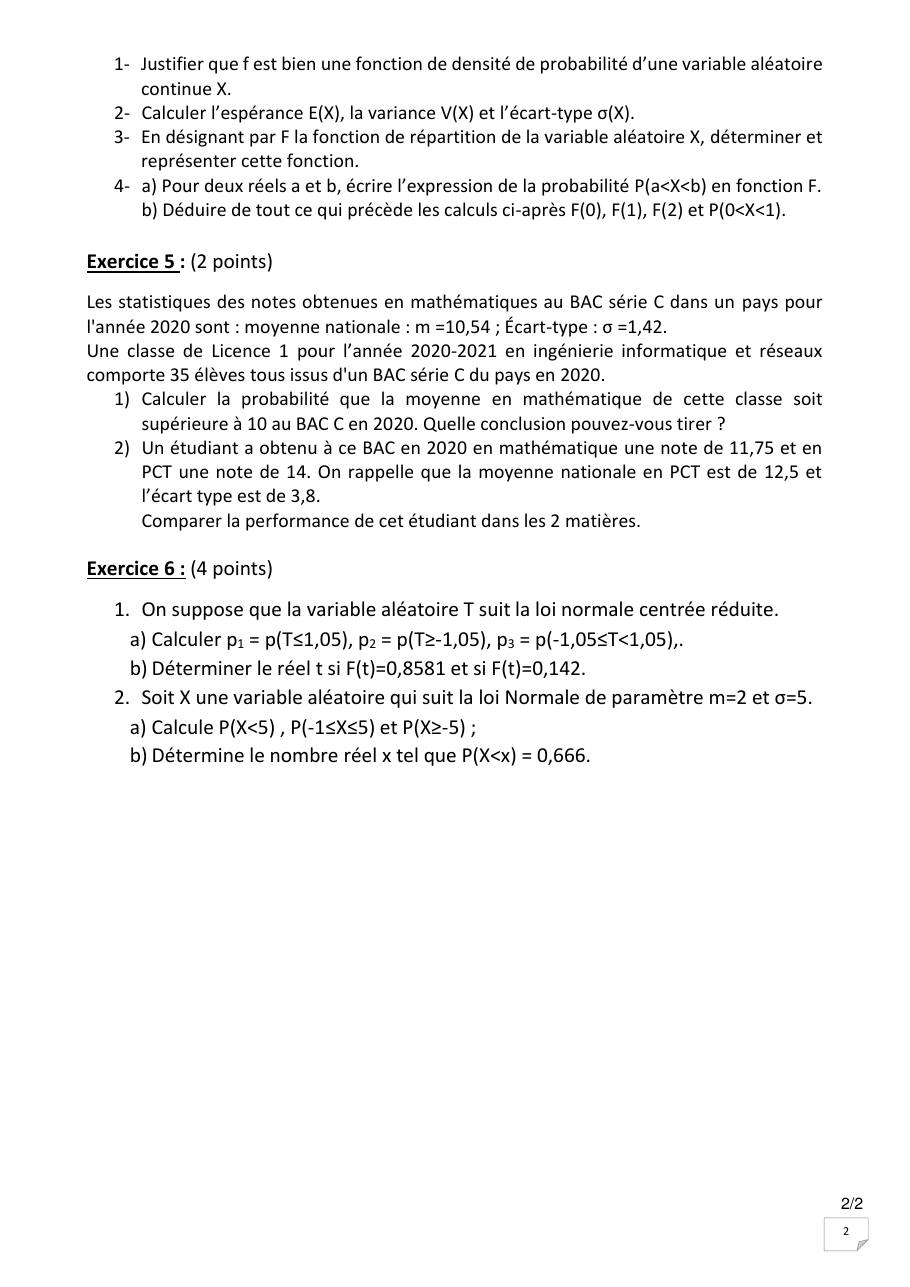 1- Justifier que f est bien une fonction de densité de probabilité d’une variable aléatoire
continue X.
2- Calculer l’espérance E(X), la variance V(X) et l’écart-type σ(X).
3- En désignant par F la fonction de répartition de la variable aléatoire X, déterminer et
représenter cette fonction.
4- a) Pour deux réels a et b, écrire l’expression de la probabilité P(a<X<b) en fonction F.
b) Déduire de tout ce qui précède les calculs ci-après F(0), F(1), F(2) et P(0<X<1).
Exercice 5 : (2 points)
Les statistiques des notes obtenues en mathématiques au BAC série C dans un pays pour
l'année 2020 sont : moyenne nationale : m =10,54 ; Écart-type : σ =1,42.
Une classe de Licence 1 pour l’année 2020-2021 en ingénierie informatique et réseaux
comporte 35 élèves tous issus d'un BAC série C du pays en 2020.
1) Calculer la probabilité que la moyenne en mathématique de cette classe soit
supérieure à 10 au BAC C en 2020. Quelle conclusion pouvez-vous tirer ?
2) Un étudiant a obtenu à ce BAC en 2020 en mathématique une note de 11,75 et en
PCT une note de 14. On rappelle que la moyenne nationale en PCT est de 12,5 et
l’écart type est de 3,8.
Comparer la performance de cet étudiant dans les 2 matières.
Exercice 6 : (4 points)
1. On suppose que la variable aléatoire T suit la loi normale centrée réduite.
a) Calculer p₁ = p(T≤1,05), p₂ = p(T≥-1,05), p₃ = p(-1,05≤T<1,05),.
b) Déterminer le réel t si F(t)=0,8581 et si F(t)=0,142.
2. Soit X une variable aléatoire qui suit la loi Normale de paramètre m=2 et σ=5.
a) Calcule P(X<5) , P(-1≤X≤5) et P(X≥-5) ;
b) Détermine le nombre réel x tel que P(X<x) = 0,666.
2/2
2